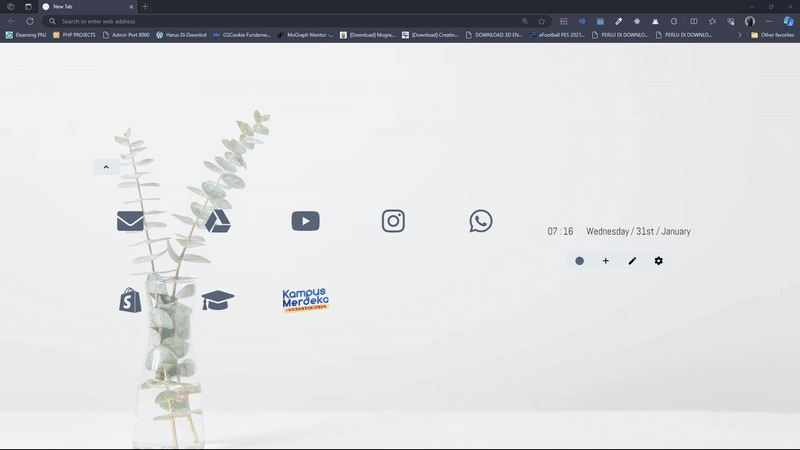 New Tab
Search or enter web address
Elearning PNJ
PHP PROJECTS
Admin Port 8000
Harus Di Dwonlod
CGCookie Fundame...
MoGraph Mentor -...
[Download] Mogra...
[Download] Creatin...
DOWNLOAD 3D EN...
eFootball PES 2021...
PERLU DI DOWNLO...
PERLU DI DOWNLO...
Other favorites
07 : 16 Wednesday / 31st / January
Kampus
Merdeka
INDONESIA JAYA